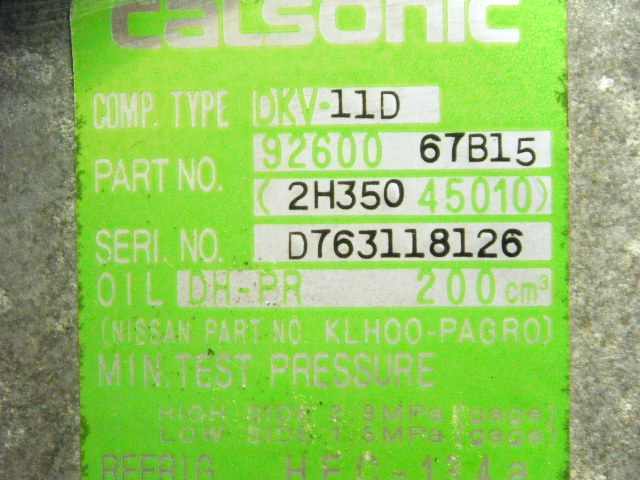 calsonic
COMP. TYPE DKV-11D
PART NO. 92600 67B15
(2H350 45010)
SERI. NO. D763118126
OIL DH-PR 200 cm³
(NISSAN PART NO. KLH00-PAGR0)
MIN. TEST PRESSURE
HIGH SIDE MPa (gage)
LOW SIDE MPa (gage)
REFRIG. HFC-134a